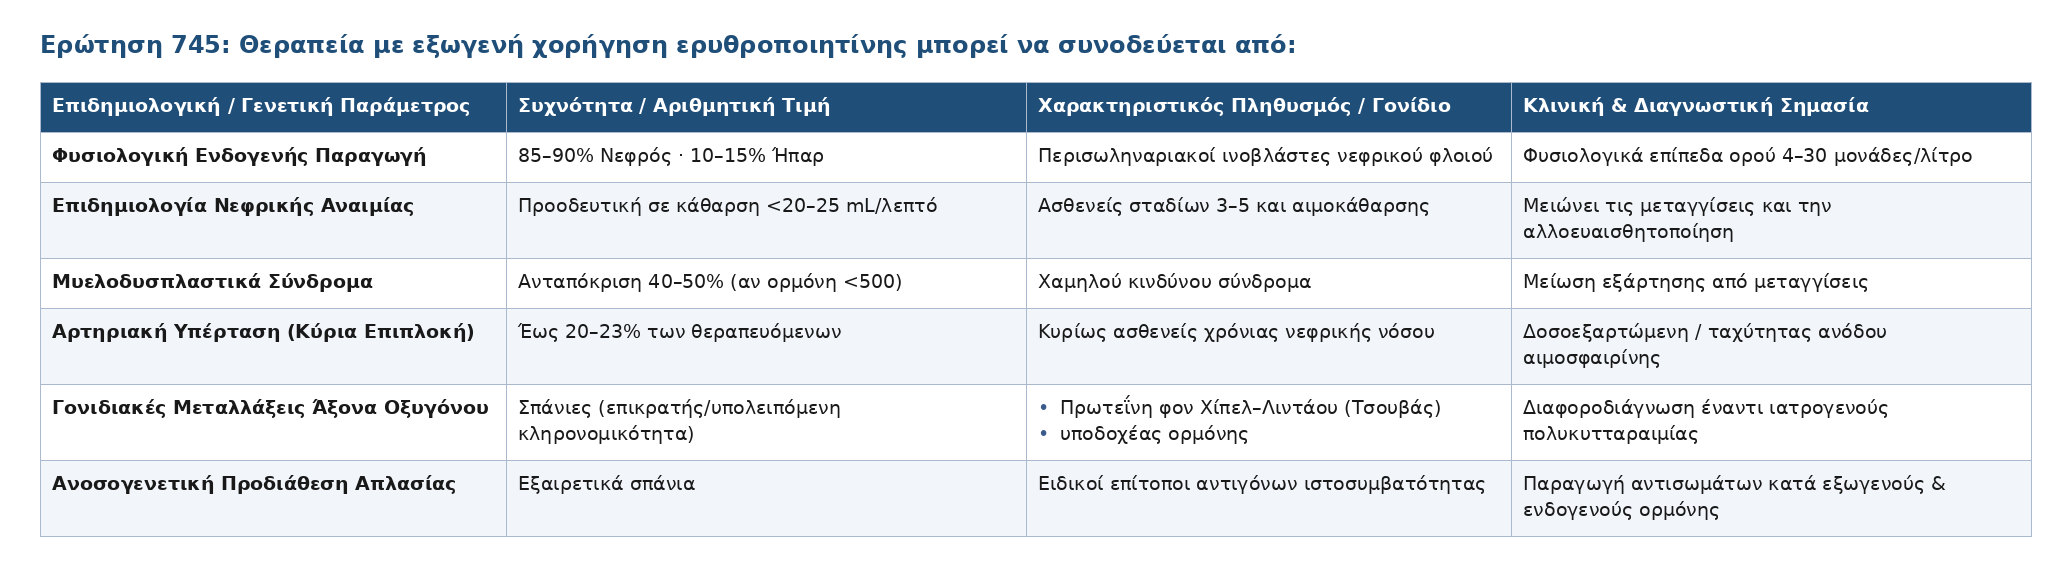 Ερώτηση 745: Θεραπεία με εξωγενή χορήγηση ερυθροποιητίνης μπορεί να συνοδεύεται από:
Επιδημιολογική / Γενετική Παράμετρος
Συχνότητα / Αριθμητική Τιμή
Χαρακτηριστικός Πληθυσμός / Γονίδιο
Κλινική & Διαγνωστική Σημασία
Φυσιολογική Ενδογενής Παραγωγή
85–90% Νεφρός · 10–15% Ήπαρ
Περισωληναριακοί ινοβλάστες νεφρικού φλοιού
Φυσιολογικά επίπεδα ορού 4–30 μονάδες/λίτρο
Επιδημιολογία Νεφρικής Αναιμίας
Προοδευτική σε κάθαρση <20–25 mL/λεπτό
Ασθενείς σταδίων 3–5 και αιμοκάθαρσης
Μειώνει τις μεταγγίσεις και την
αλλοευαισθητοποίηση
Μυελοδυσπλαστικά Σύνδρομα
Ανταπόκριση 40–50% (αν ορμόνη <500)
Χαμηλού κινδύνου σύνδρομα
Μείωση εξάρτησης από μεταγγίσεις
Αρτηριακή Υπέρταση (Κύρια Επιπλοκή)
Έως 20–23% των θεραπευόμενων
Κυρίως ασθενείς χρόνιας νεφρικής νόσου
Δοσοεξαρτώμενη / ταχύτητας ανόδου
αιμοσφαιρίνης
Γονιδιακές Μεταλλάξεις Άξονα Οξυγόνου
Σπάνιες (επικρατής/υπολειπόμενη
κληρονομικότητα)
• Πρωτεΐνη φον Χίπελ–Λιντάου (Τσουβάς)
• υποδοχέας ορμόνης
Διαφοροδιάγνωση έναντι ιατρογενούς
πολυκυτταραιμίας
Ανοσογενετική Προδιάθεση Απλασίας
Εξαιρετικά σπάνια
Ειδικοί επίτοποι αντιγόνων ιστοσυμβατότητας
Παραγωγή αντισωμάτων κατά εξωγενούς &
ενδογενούς ορμόνης